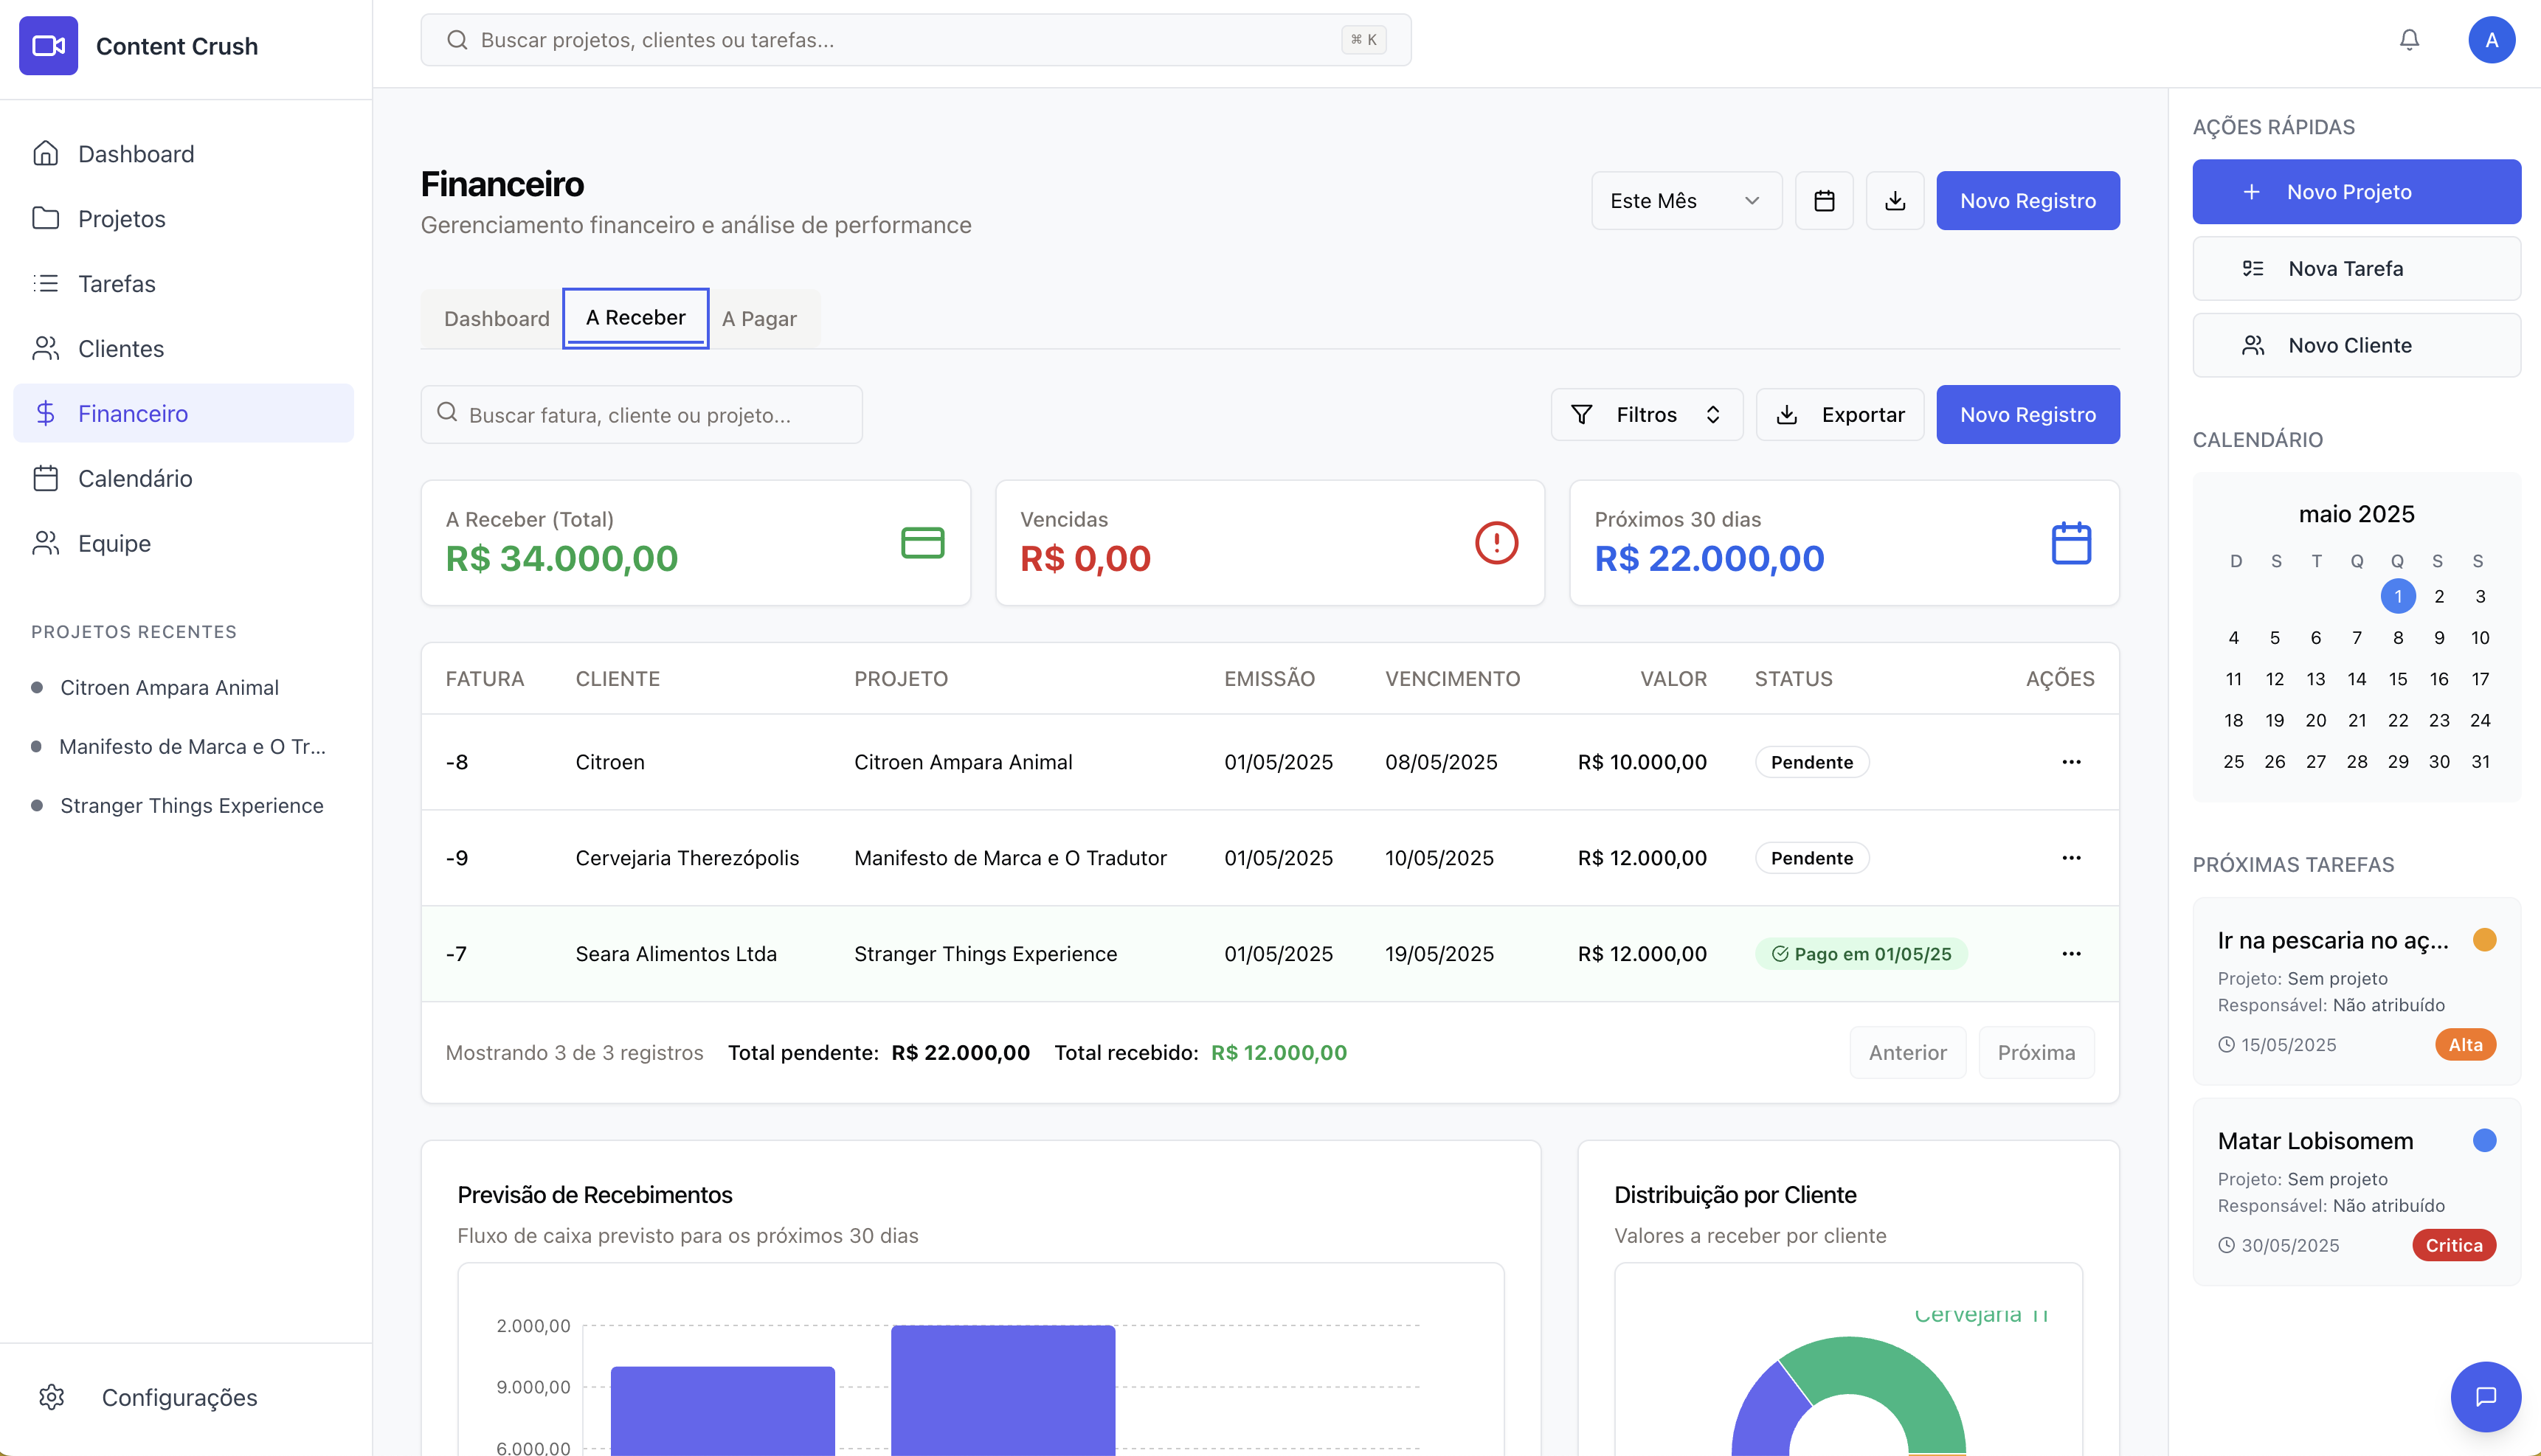 Content Crush
Buscar projetos, clientes ou tarefas...
⌘ K
A
Dashboard
Projetos
Tarefas
Clientes
Financeiro
Calendário
Equipe
PROJETOS RECENTES
Citroen Ampara Animal
Manifesto de Marca e O Tr...
Stranger Things Experience
Configurações
Financeiro
Gerenciamento financeiro e análise de performance
Este Mês
Novo Registro
Dashboard
A Receber
A Pagar
Buscar fatura, cliente ou projeto...
Filtros
Exportar
Novo Registro
A Receber (Total)
R$ 34.000,00
Vencidas
R$ 0,00
Próximos 30 dias
R$ 22.000,00
FATURA CLIENTE PROJETO EMISSÃO VENCIMENTO VALOR STATUS AÇÕES
-8 Citroen Citroen Ampara Animal 01/05/2025 08/05/2025 R$ 10.000,00 Pendente ...
-9 Cervejaria Therezópolis Manifesto de Marca e O Tradutor 01/05/2025 10/05/2025 R$ 12.000,00 Pendente ...
-7 Seara Alimentos Ltda Stranger Things Experience 01/05/2025 19/05/2025 R$ 12.000,00 Pago em 01/05/25 ...
Mostrando 3 de 3 registros Total pendente: R$ 22.000,00 Total recebido: R$ 12.000,00
Anterior
Próxima
Previsão de Recebimentos
Fluxo de caixa previsto para os próximos 30 dias
2.000,00
9.000,00
6.000,00
Distribuição por Cliente
Valores a receber por cliente
Cervejaria
AÇÕES RÁPIDAS
Novo Projeto
Nova Tarefa
Novo Cliente
CALENDÁRIO
maio 2025
D S T Q Q S S
1 2 3
4 5 6 7 8 9 10
11 12 13 14 15 16 17
18 19 20 21 22 23 24
25 26 27 28 29 30 31
PRÓXIMAS TAREFAS
Ir na pescaria no aç...
Projeto: Sem projeto
Responsável: Não atribuído
15/05/2025
Alta
Matar Lobisomem
Projeto: Sem projeto
Responsável: Não atribuído
30/05/2025
Critica